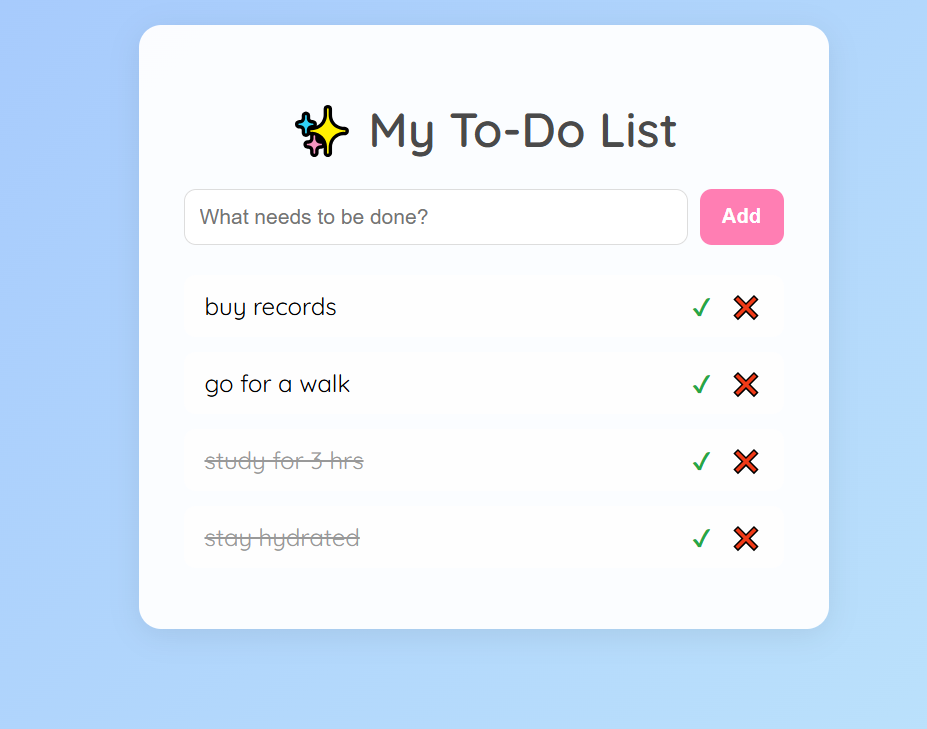 ✨ My To-Do List
What needs to be done?
Add
buy records ✓ ❌
go for a walk ✓ ❌
study for 3 hrs ✓ ❌
stay hydrated ✓ ❌